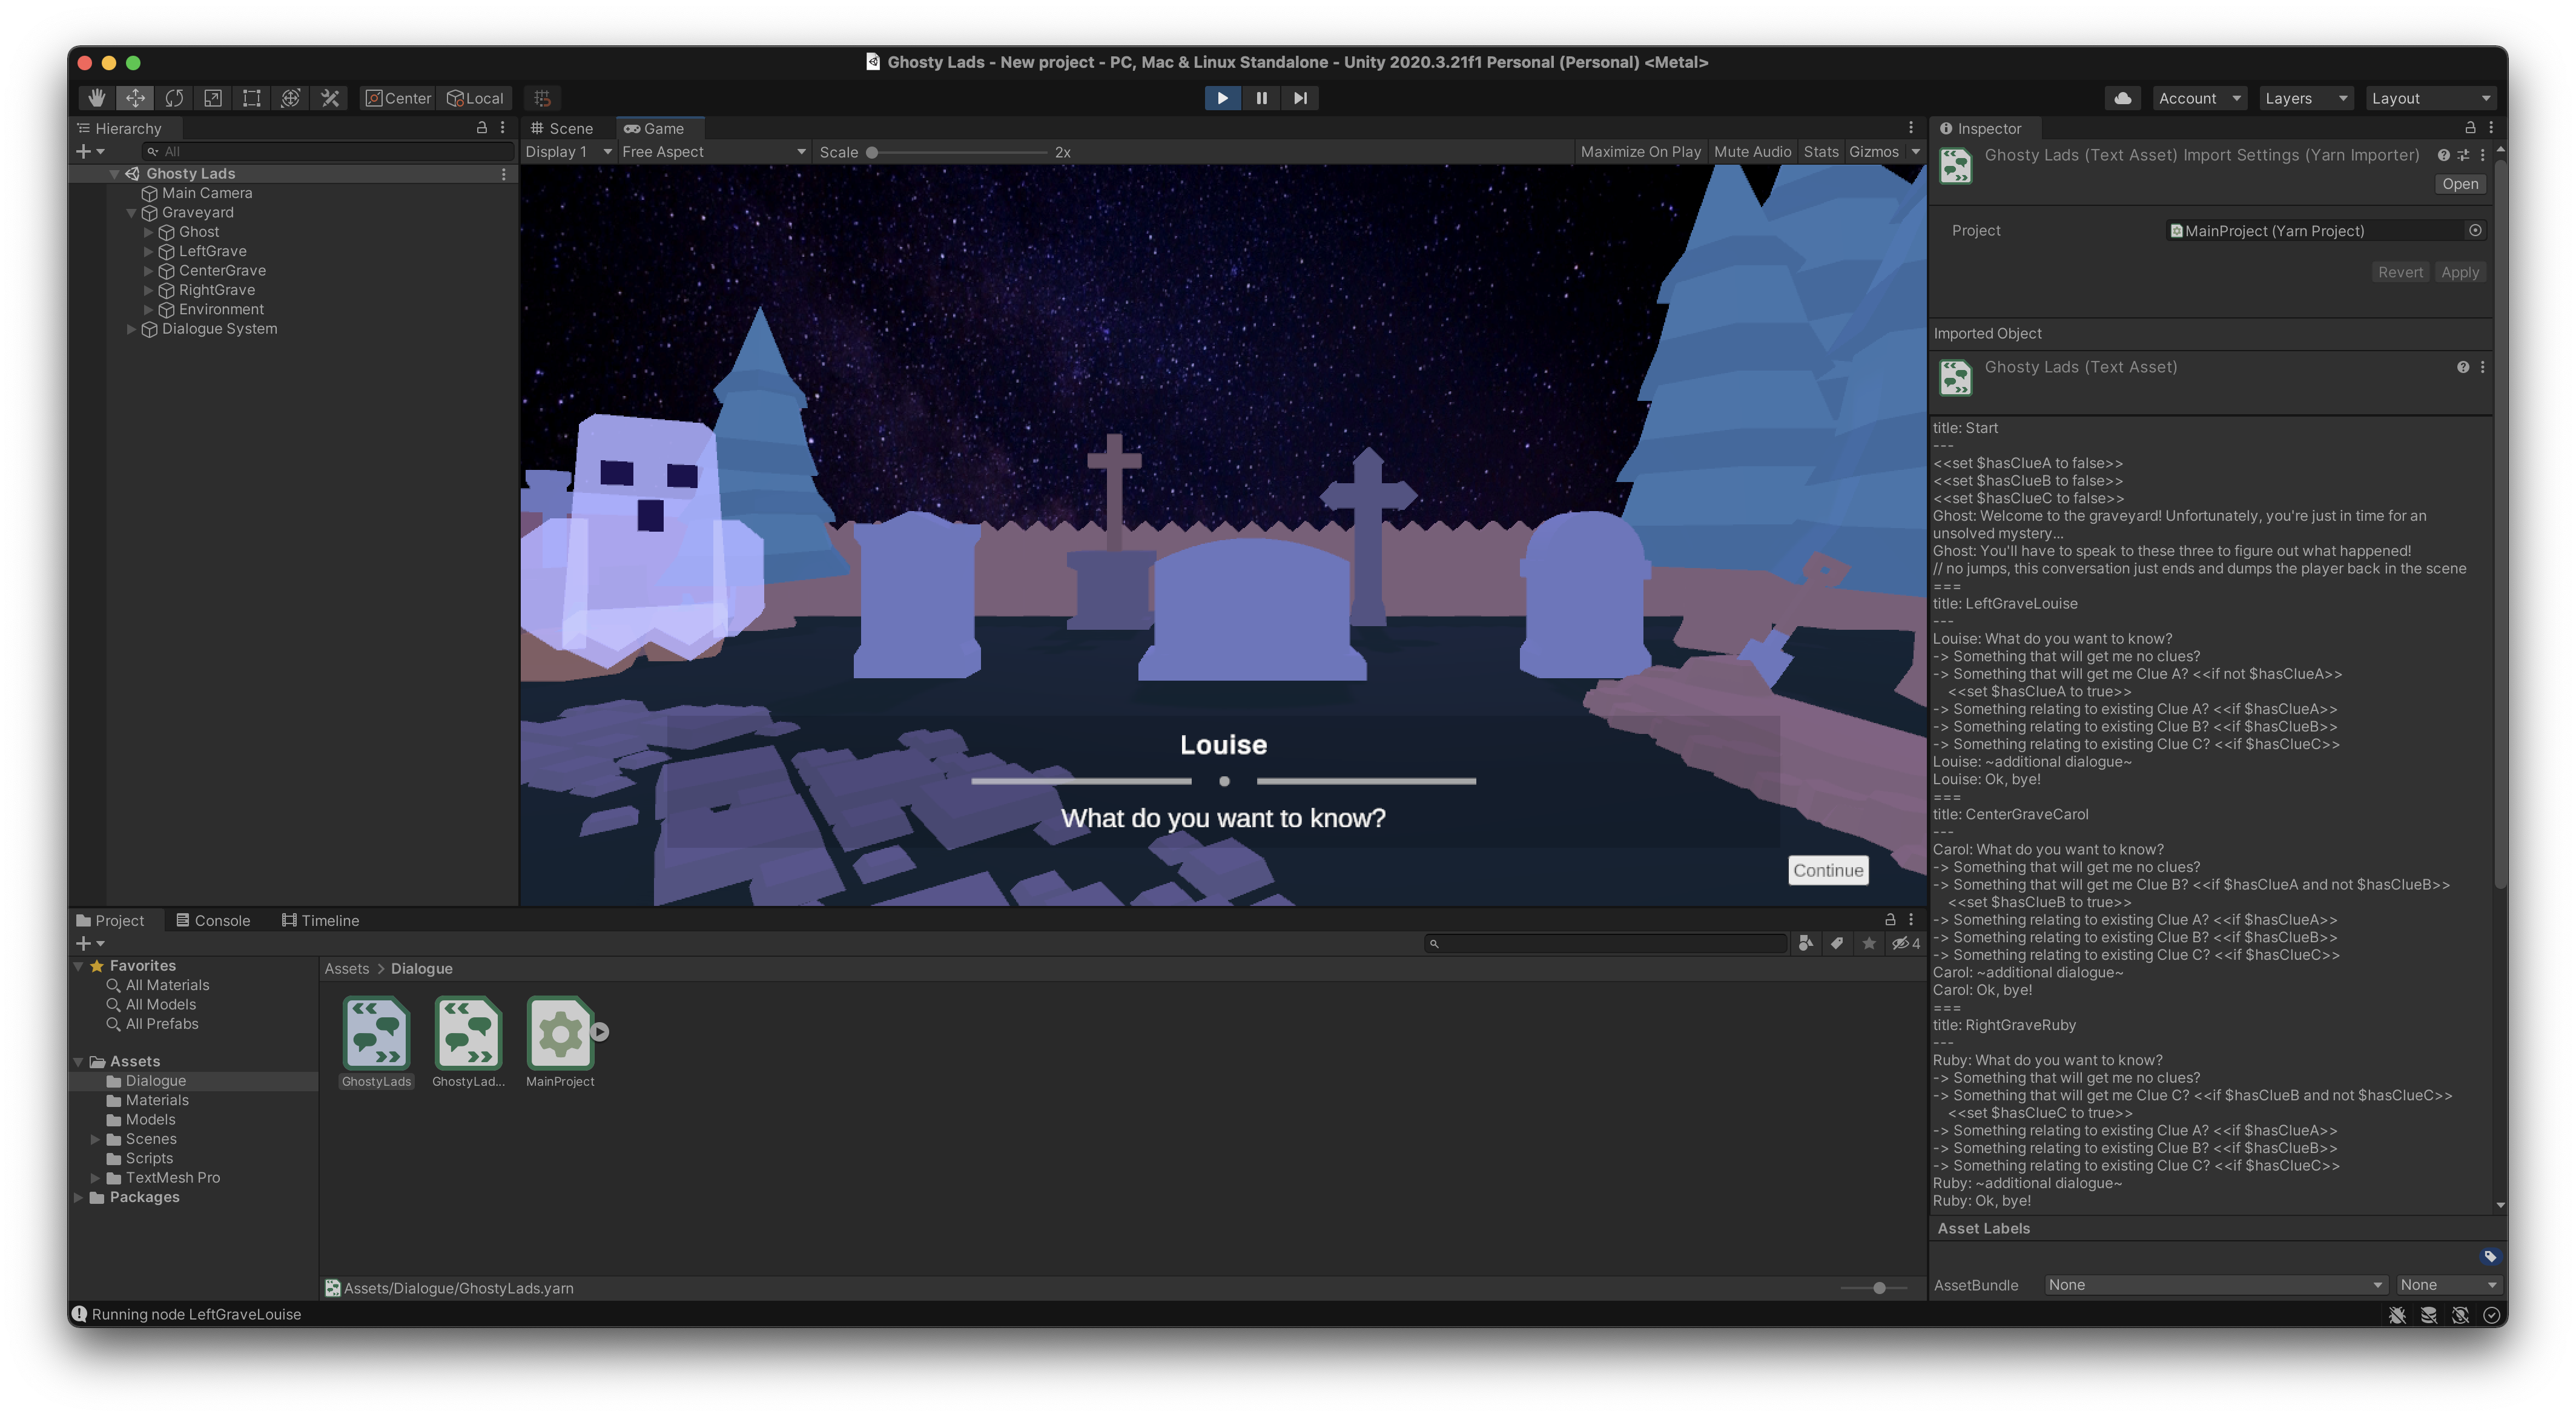 Ghosty Lads - New project - PC, Mac & Linux Standalone - Unity 2020.3.21f1 Personal (Personal) <Metal>
Center Local
Account Layers Layout
Hierarchy
All
Ghosty Lads
Main Camera
Graveyard
Ghost
LeftGrave
CenterGrave
RightGrave
Environment
Dialogue System
Scene Game
Display 1 Free Aspect Scale 2x Maximize On Play Mute Audio Stats Gizmos
Louise
What do you want to know?
Continue
Inspector
Ghosty Lads (Text Asset) Import Settings (Yarn Importer)
Open
Project MainProject (Yarn Project)
Revert Apply
Imported Object
Ghosty Lads (Text Asset)
title: Start
---
<<set $hasClueA to false>>
<<set $hasClueB to false>>
<<set $hasClueC to false>>
Ghost: Welcome to the graveyard! Unfortunately, you're just in time for an
unsolved mystery...
Ghost: You'll have to speak to these three to figure out what happened!
// no jumps, this conversation just ends and dumps the player back in the scene
===
title: LeftGraveLouise
---
Louise: What do you want to know?
-> Something that will get me no clues?
-> Something that will get me Clue A? <<if not $hasClueA>>
<<set $hasClueA to true>>
-> Something relating to existing Clue A? <<if $hasClueA>>
-> Something relating to existing Clue B? <<if $hasClueB>>
-> Something relating to existing Clue C? <<if $hasClueC>>
Louise: ~additional dialogue~
Louise: Ok, bye!
===
title: CenterGraveCarol
---
Carol: What do you want to know?
-> Something that will get me no clues?
-> Something that will get me Clue B? <<if $hasClueA and not $hasClueB>>
<<set $hasClueB to true>>
-> Something relating to existing Clue A? <<if $hasClueA>>
-> Something relating to existing Clue B? <<if $hasClueB>>
-> Something relating to existing Clue C? <<if $hasClueC>>
Carol: ~additional dialogue~
Carol: Ok, bye!
===
title: RightGraveRuby
---
Ruby: What do you want to know?
-> Something that will get me no clues?
-> Something that will get me Clue C? <<if $hasClueB and not $hasClueC>>
<<set $hasClueC to true>>
-> Something relating to existing Clue A? <<if $hasClueA>>
-> Something relating to existing Clue B? <<if $hasClueB>>
-> Something relating to existing Clue C? <<if $hasClueC>>
Ruby: ~additional dialogue~
Ruby: Ok, bye!
Asset Labels
AssetBundle None None
Project Console Timeline
4
Favorites
All Materials
All Models
All Prefabs
Assets
Dialogue
Materials
Models
Scenes
Scripts
TextMesh Pro
Packages
Assets > Dialogue
GhostyLads GhostyLad... MainProject
Assets/Dialogue/GhostyLads.yarn
Running node LeftGraveLouise